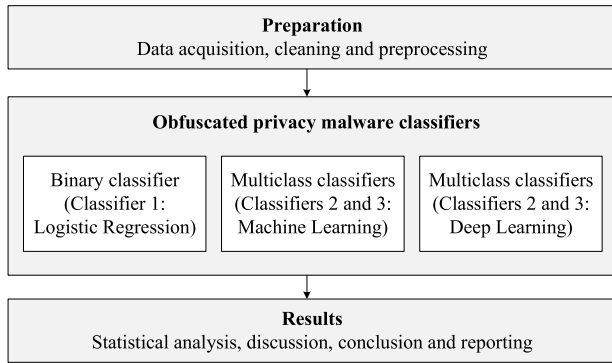 Preparation
Data acquisition, cleaning and preprocessing
Obfuscated privacy malware classifiers
Binary classifier
(Classifier 1:
Logistic Regression)
Multiclass classifiers
(Classifiers 2 and 3:
Machine Learning)
Multiclass classifiers
(Classifiers 2 and 3:
Deep Learning)
Results
Statistical analysis, discussion, conclusion and reporting